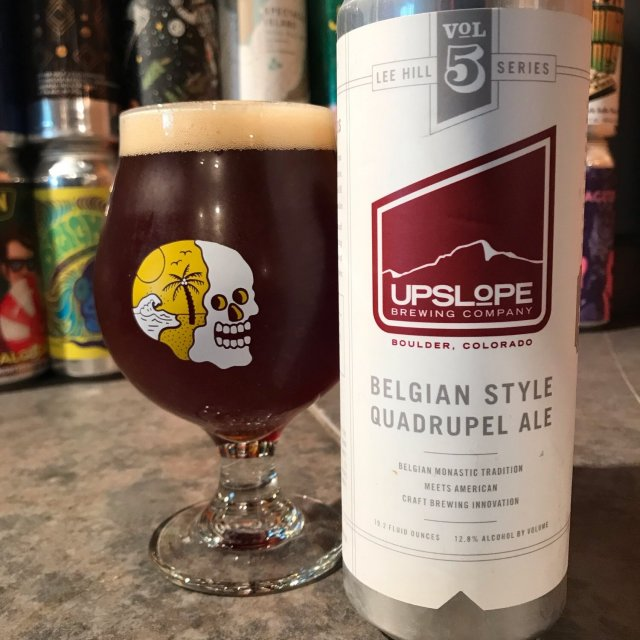 VOL
5
LEE HILL SERIES
UPSLOPE
BREWING COMPANY
BOULDER, COLORADO
BELGIAN STYLE
QUADRUPEL ALE
BELGIAN MONASTIC TRADITION
MEETS AMERICAN
CRAFT BREWING INNOVATION
19.2 FLUID OUNCES 12.8% ALCOHOL BY VOLUME